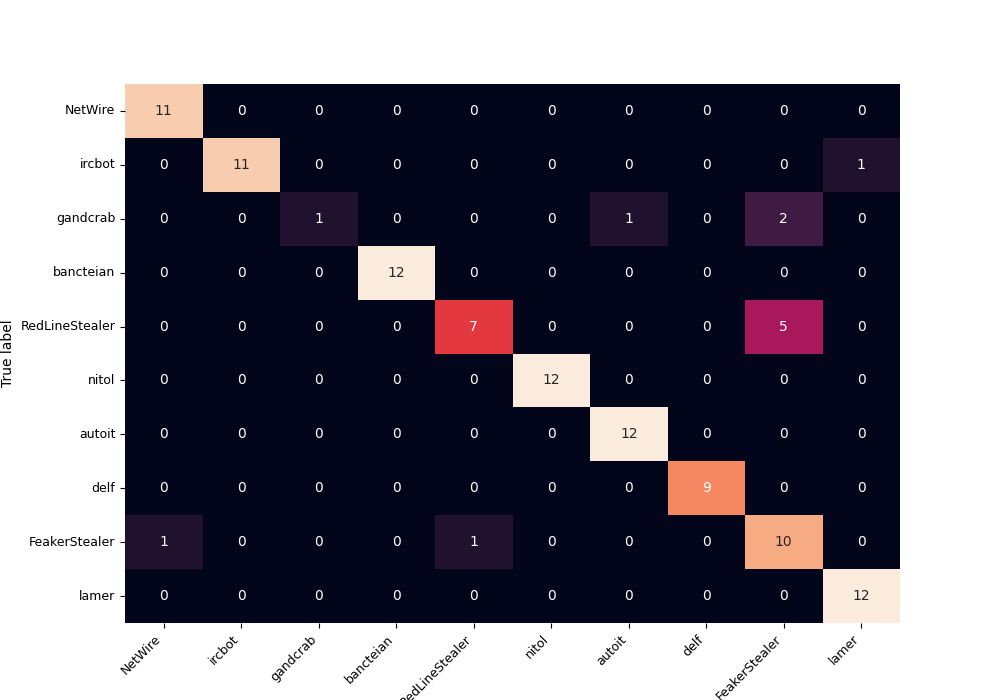 NetWire 11 0 0 0 0 0 0 0 0 0
ircbot 0 11 0 0 0 0 0 0 0 1
gandcrab 0 0 1 0 0 1 0 0 2 0
bancteian 0 0 0 12 0 0 0 0 0 0
RedLineStealer 0 0 0 0 7 0 0 0 5 0
nitol 0 0 0 0 0 12 0 0 0 0
autoit 0 0 0 0 0 0 12 0 0 0
delf 0 0 0 0 0 0 0 9 0 0
FeakerStealer 1 0 0 0 1 0 0 0 10 0
lamer 0 0 0 0 0 0 0 0 0 12
True label
NetWire ircbot gandcrab bancteian RedLineStealer nitol autoit delf FeakerStealer lamer